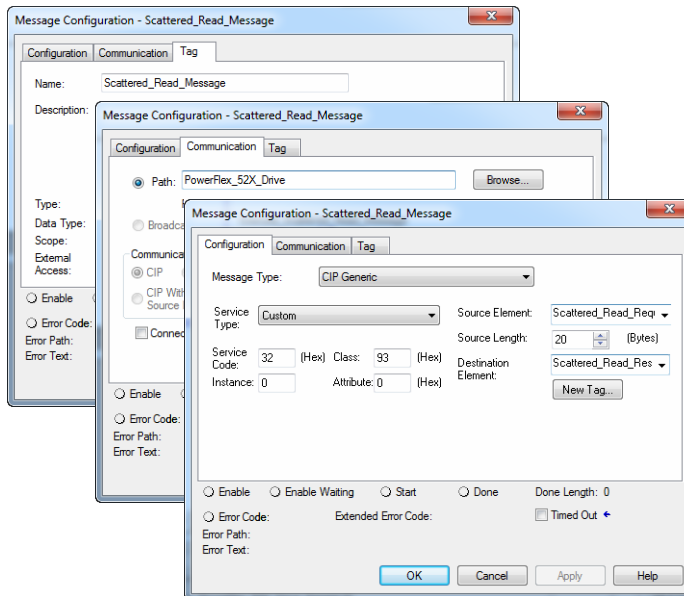 Message Configuration - Scattered_Read_Message
Configuration Communication Tag
Name: Scattered_Read_Message
Description:
Type:
Data Type:
Scope:
External
Access:
Enable
Error Code:
Error Path:
Error Text:
Message Configuration - Scattered_Read_Message
Configuration Communication Tag
Path: PowerFlex_52X_Drive Browse...
Broadca
Communica
CIP
CIP With
Source
Connec
Enable
Error Code:
Error Path:
Error Text:
Message Configuration - Scattered_Read_Message
Configuration Communication Tag
Message Type: CIP Generic
Service
Type: Custom Source Element: Scattered_Read_Requ
Source Length: 20 (Bytes)
Service
Code: 32 (Hex) Class: 93 (Hex) Destination
Element: Scattered_Read_Res
Instance: 0 Attribute: 0 (Hex)
New Tag...
Enable Enable Waiting Start Done Done Length: 0
Error Code: Extended Error Code: Timed Out
Error Path:
Error Text:
OK Cancel Apply Help